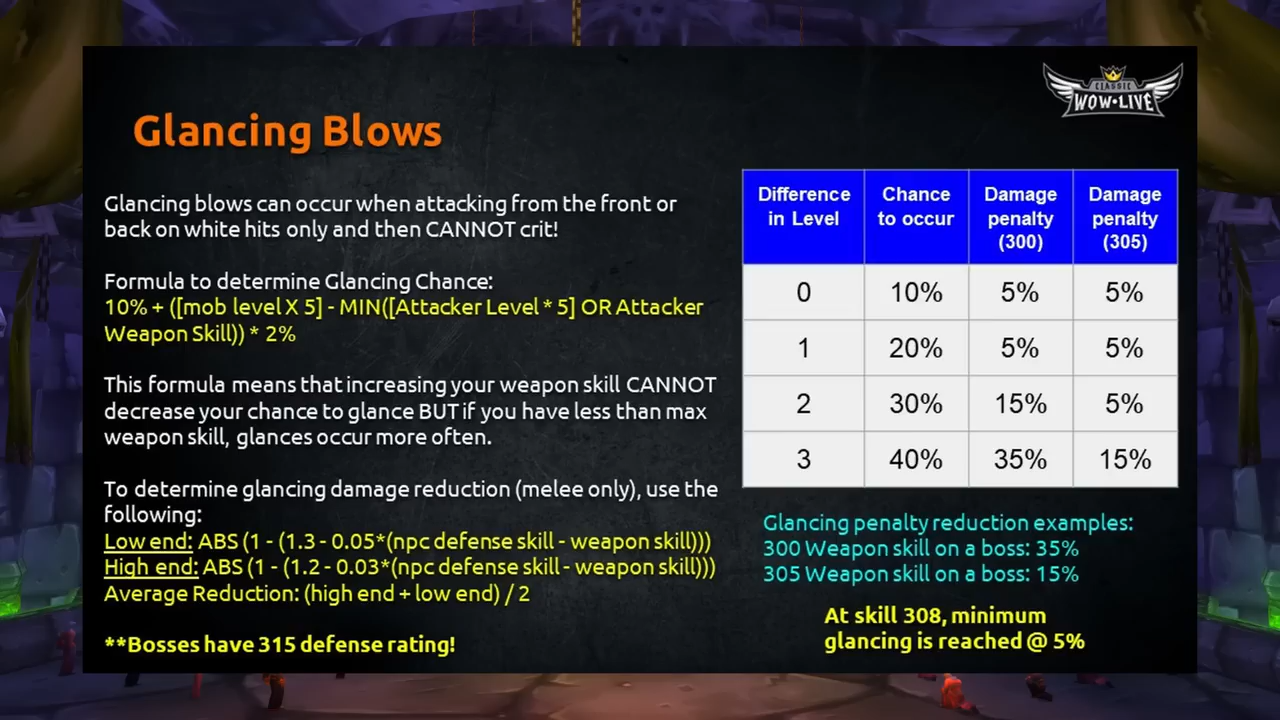 CLASSIC
WOW•LIVE
Glancing Blows
Glancing blows can occur when attacking from the front or
back on white hits only and then CANNOT crit!
Formula to determine Glancing Chance:
10% + ([mob level X 5] - MIN([Attacker Level * 5] OR Attacker
Weapon Skill)) * 2%
This formula means that increasing your weapon skill CANNOT
decrease your chance to glance BUT if you have less than max
weapon skill, glances occur more often.
To determine glancing damage reduction (melee only), use the
following:
Low end: ABS (1 - (1.3 - 0.05*(npc defense skill - weapon skill)))
High end: ABS (1 - (1.2 - 0.03*(npc defense skill - weapon skill)))
Average Reduction: (high end + low end) / 2
**Bosses have 315 defense rating!
Difference in Level Chance to occur Damage penalty (300) Damage penalty (305)
0 10% 5% 5%
1 20% 5% 5%
2 30% 15% 5%
3 40% 35% 15%
Glancing penalty reduction examples:
300 Weapon skill on a boss: 35%
305 Weapon skill on a boss: 15%
At skill 308, minimum
glancing is reached @ 5%